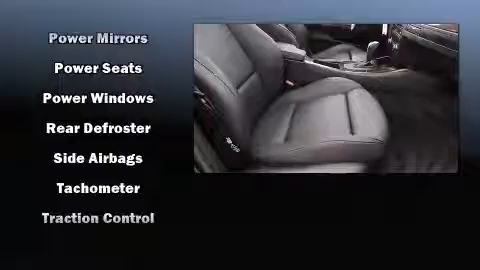 Power Mirrors
Power Seats
Power Windows
Rear Defroster
Side Airbags
Tachometer
Traction Control